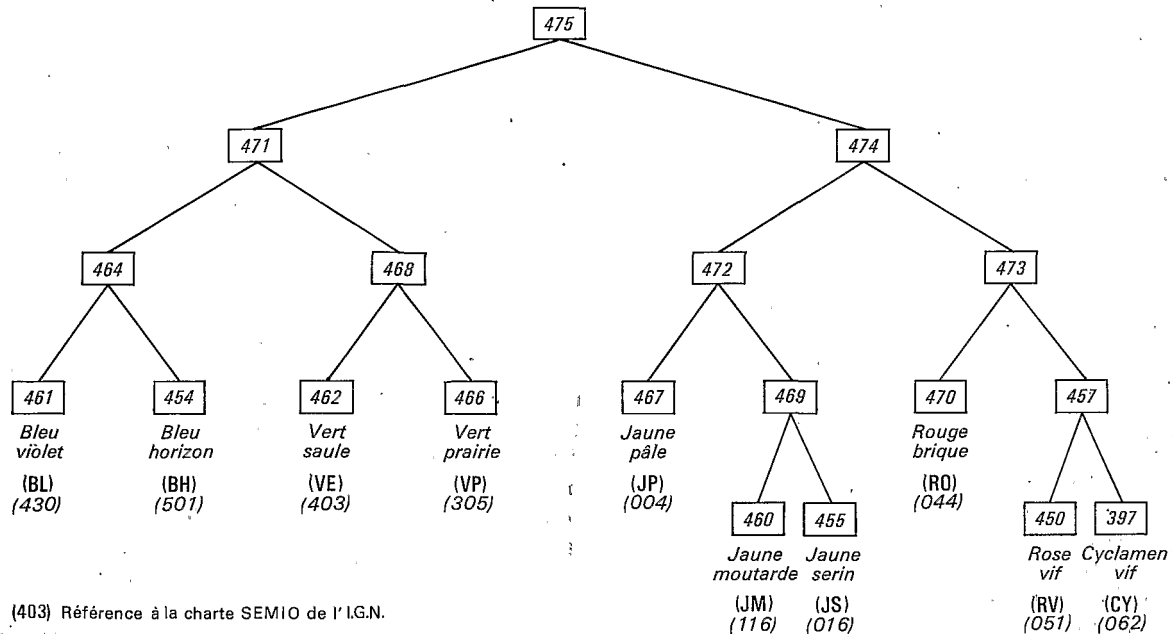 475
471 474
464 468 472 473
461 454 462 466 467 469 470 457
Bleu Bleu Vert Vert Jaune Rouge
violet horizon saule prairie pâle brique
(BL) (BH) (VE) (VP) (JP) (RO)
(430) (501) (403) (305) (004) (044)
460 455 450 397
Jaune Jaune Rose Cyclamen
moutarde serin vif vif
(JM) (JS) (RV) (CY)
(116) (016) (051) (062)
(403) Référence à la charte SEMIO de l'I.G.N.